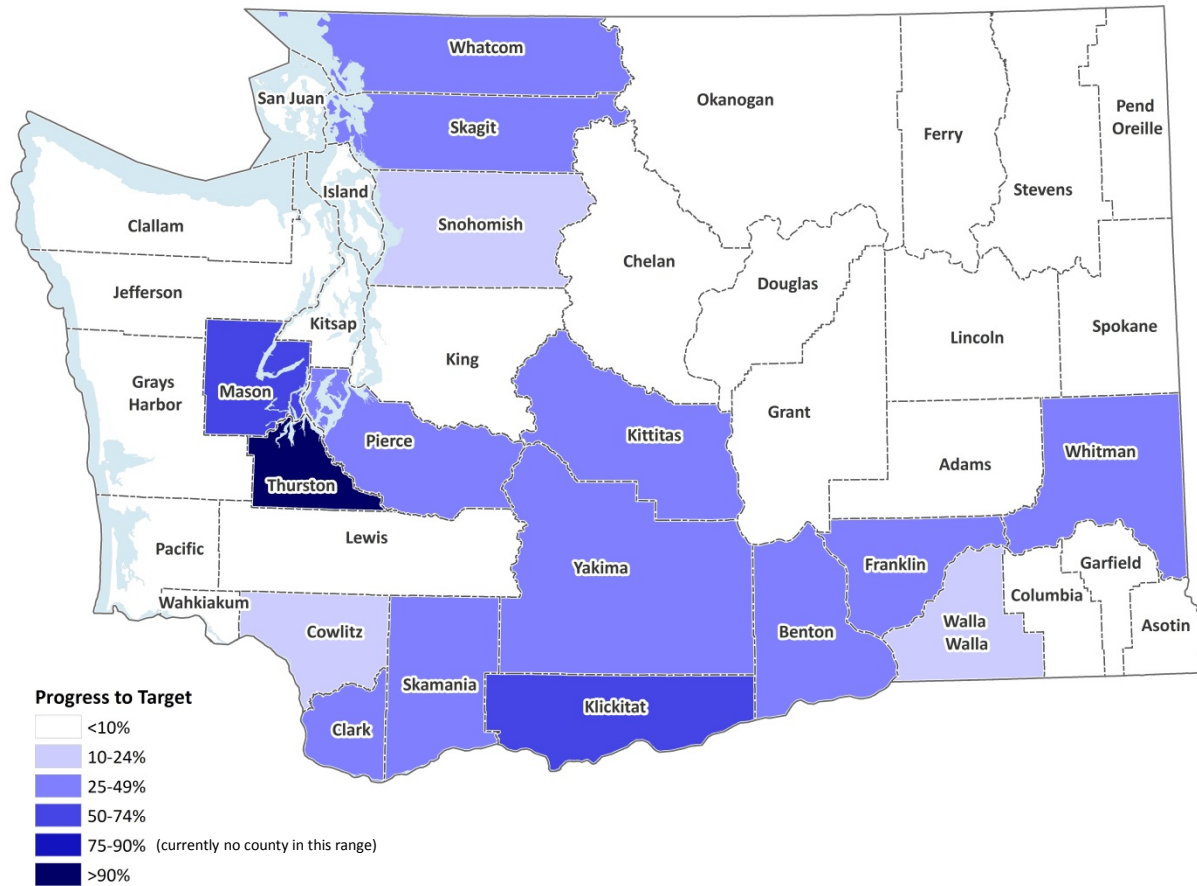 Whatcom
San Juan
Skagit
Okanogan
Ferry
Pend
Oreille
Stevens
Island
Clallam
Snohomish
Chelan
Douglas
Jefferson
Kitsap
King
Lincoln
Spokane
Mason
Grays
Harbor
Grant
Pierce
Kittitas
Adams
Whitman
Thurston
Lewis
Pacific
Yakima
Franklin
Garfield
Columbia
Wahkiakum
Cowlitz
Benton
Walla
Walla
Asotin
Skamania
Klickitat
Clark
Progress to Target
<10%
10-24%
25-49%
50-74%
75-90% (currently no county in this range)
>90%